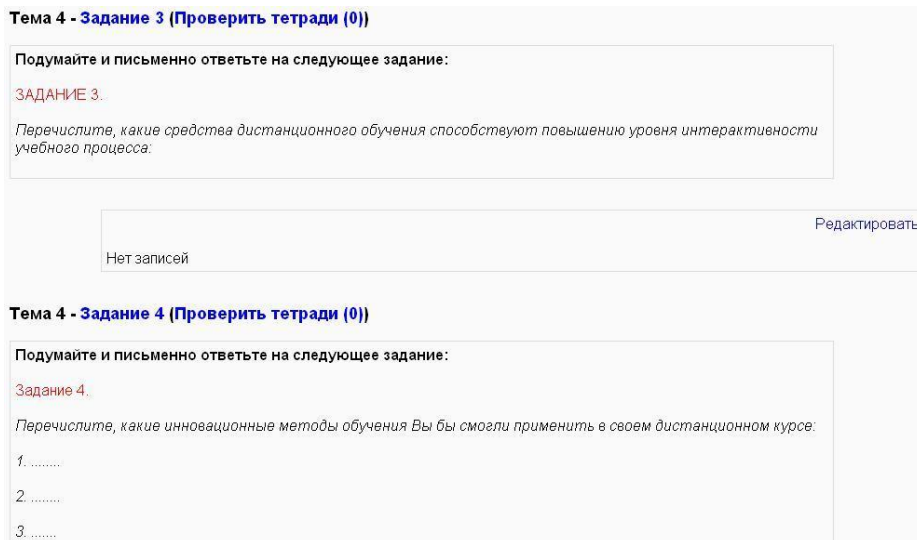 Тема 4 - Задание 3 (Проверить тетради (0))
Подумайте и письменно ответьте на следующее задание:
ЗАДАНИЕ 3.
Перечислите, какие средства дистанционного обучения способствуют повышению уровня интерактивности
учебного процесса:
Редактировать
Нет записей
Тема 4 - Задание 4 (Проверить тетради (0))
Подумайте и письменно ответьте на следующее задание:
Задание 4.
Перечислите, какие инновационные методы обучения Вы бы смогли применить в своем дистанционном курсе:
1. ........
2. ........
3. .......